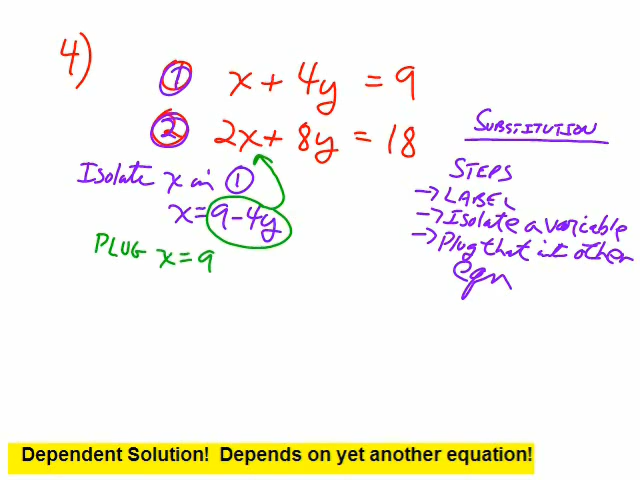 4)
① x + 4y = 9
② 2x + 8y = 18
Isolate x in ①
x = 9 - 4y
PLUG x = 9
SUBSTITUTION
STEPS
→ LABEL
→ Isolate a variable
→ Plug that in other
eqn
Dependent Solution! Depends on yet another equation!